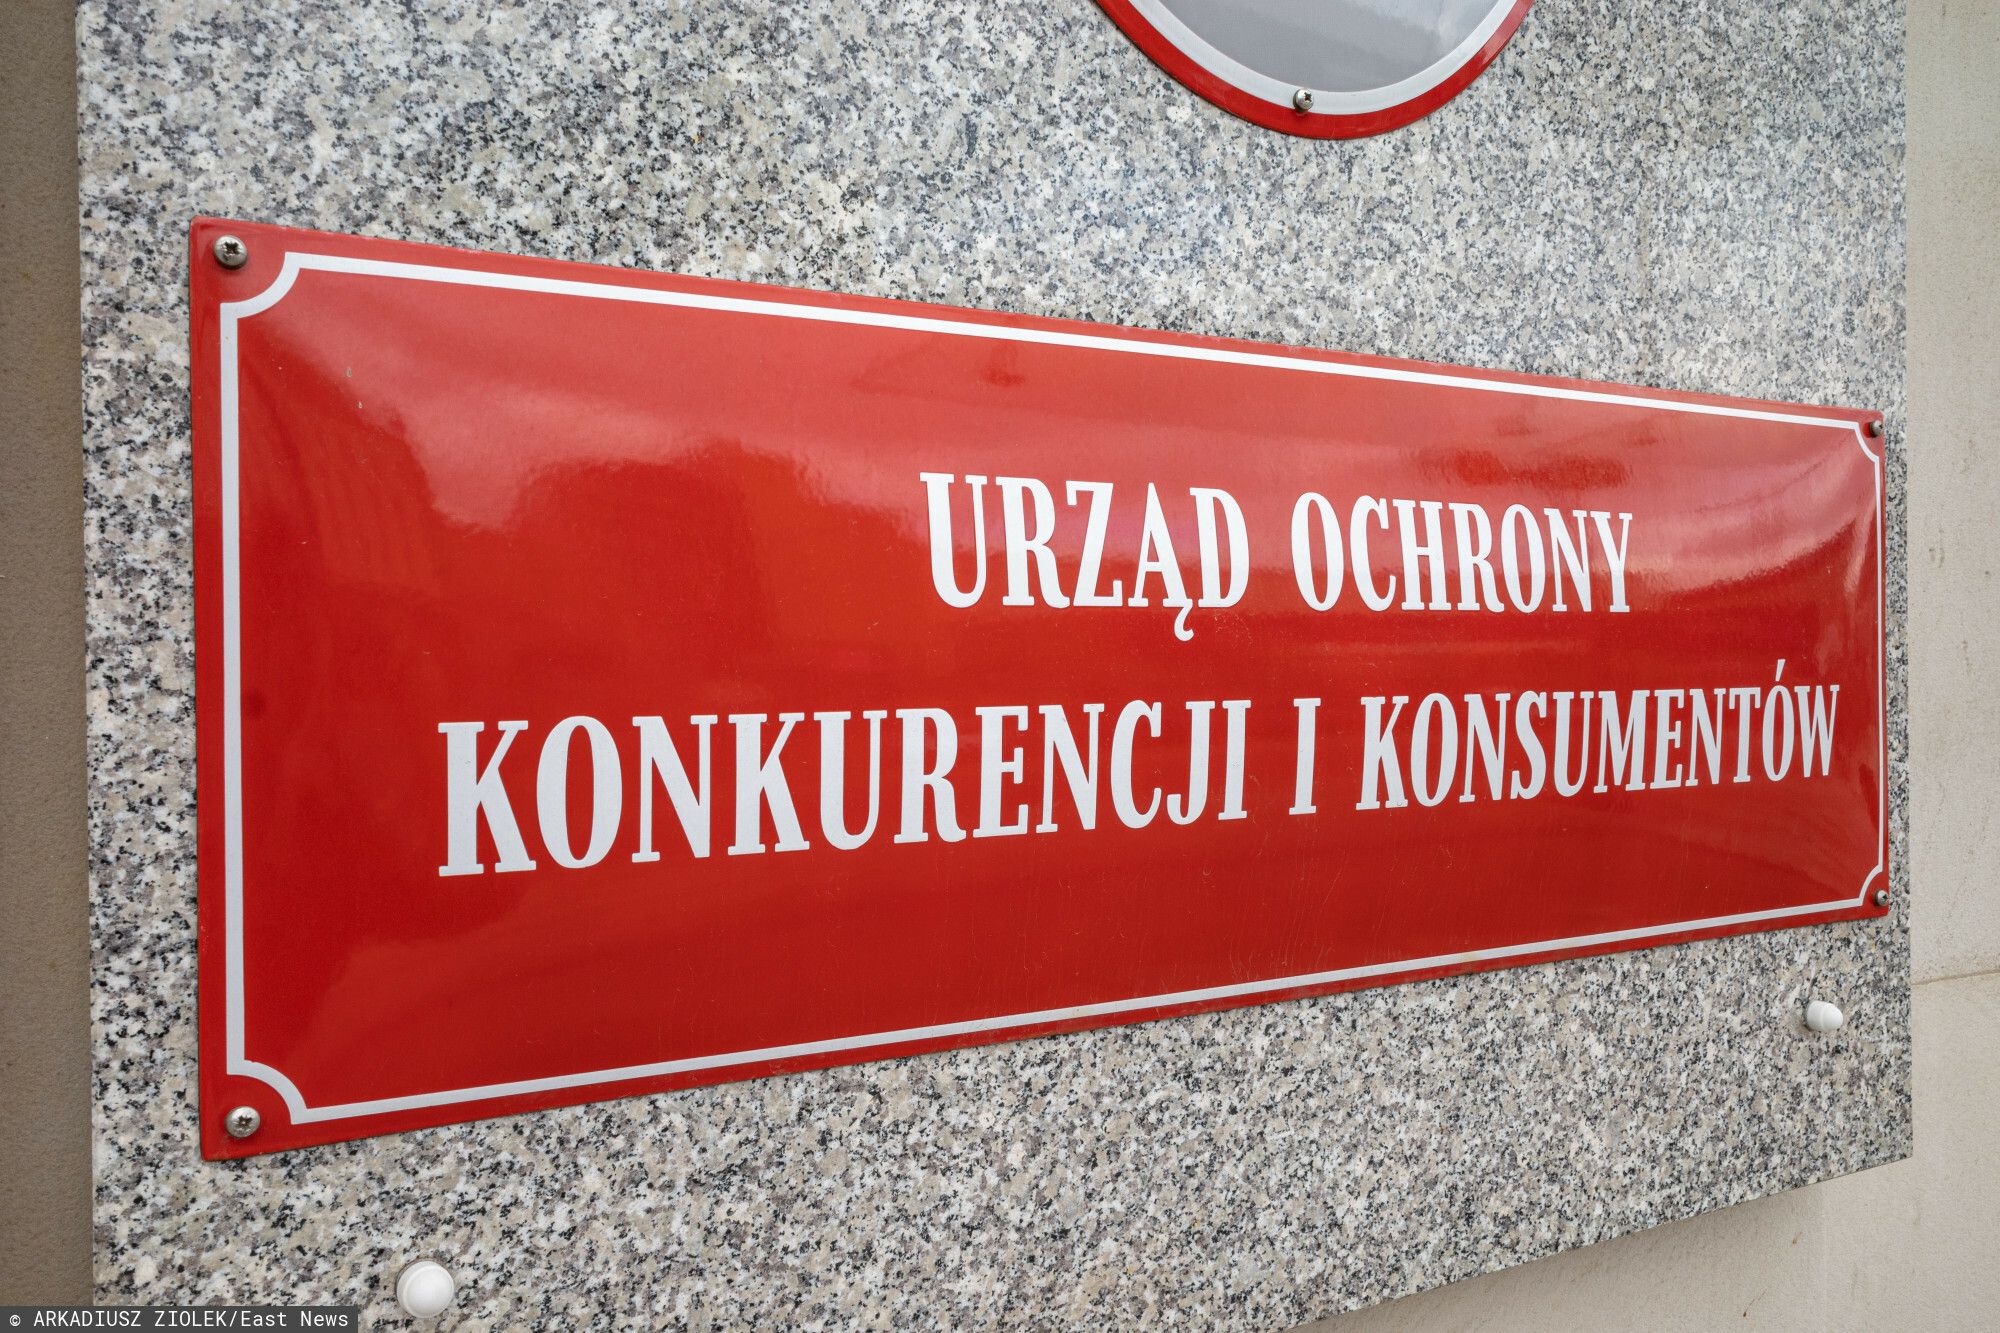 URZĄD OCHRONY
KONKURENCJI I KONSUMENTÓW
© ARKADIUSZ ZIOLEK/East News